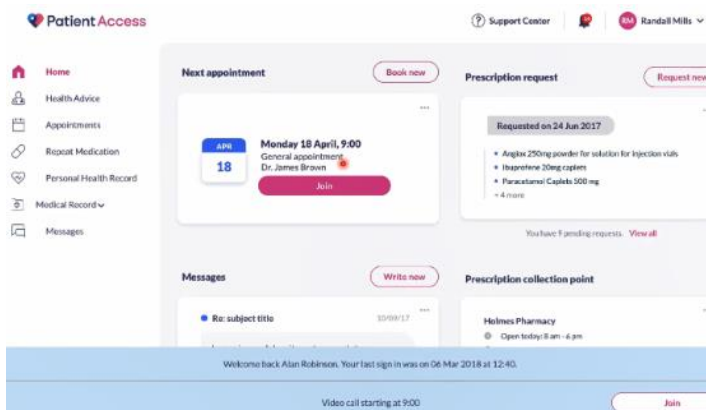 Patient Access
Support Center
RM
Randall Mills
Home
Health Advice
Appointments
Repeat Medication
Personal Health Record
Medical Record
Messages
Next appointment
Book new
APR
18
Monday 18 April, 9:00
General appointment
Dr. James Brown
Join
Prescription request
Request new
Requested on 24 Jun 2017
Angilax 250mg powder for solution for injection vials
Ibuprofene 20mg caplets
Paracetamol Caplets 500 mg
+ 4 more
You have 9 pending requests. View all
Messages
Write new
Re: subject title
10/09/17
Prescription collection point
Holmes Pharmacy
Open today: 8 am - 6 pm
Welcome back Alan Robinson. Your last sign in was on 06 Mar 2018 at 12:40.
Video call starting at 9:00
Join